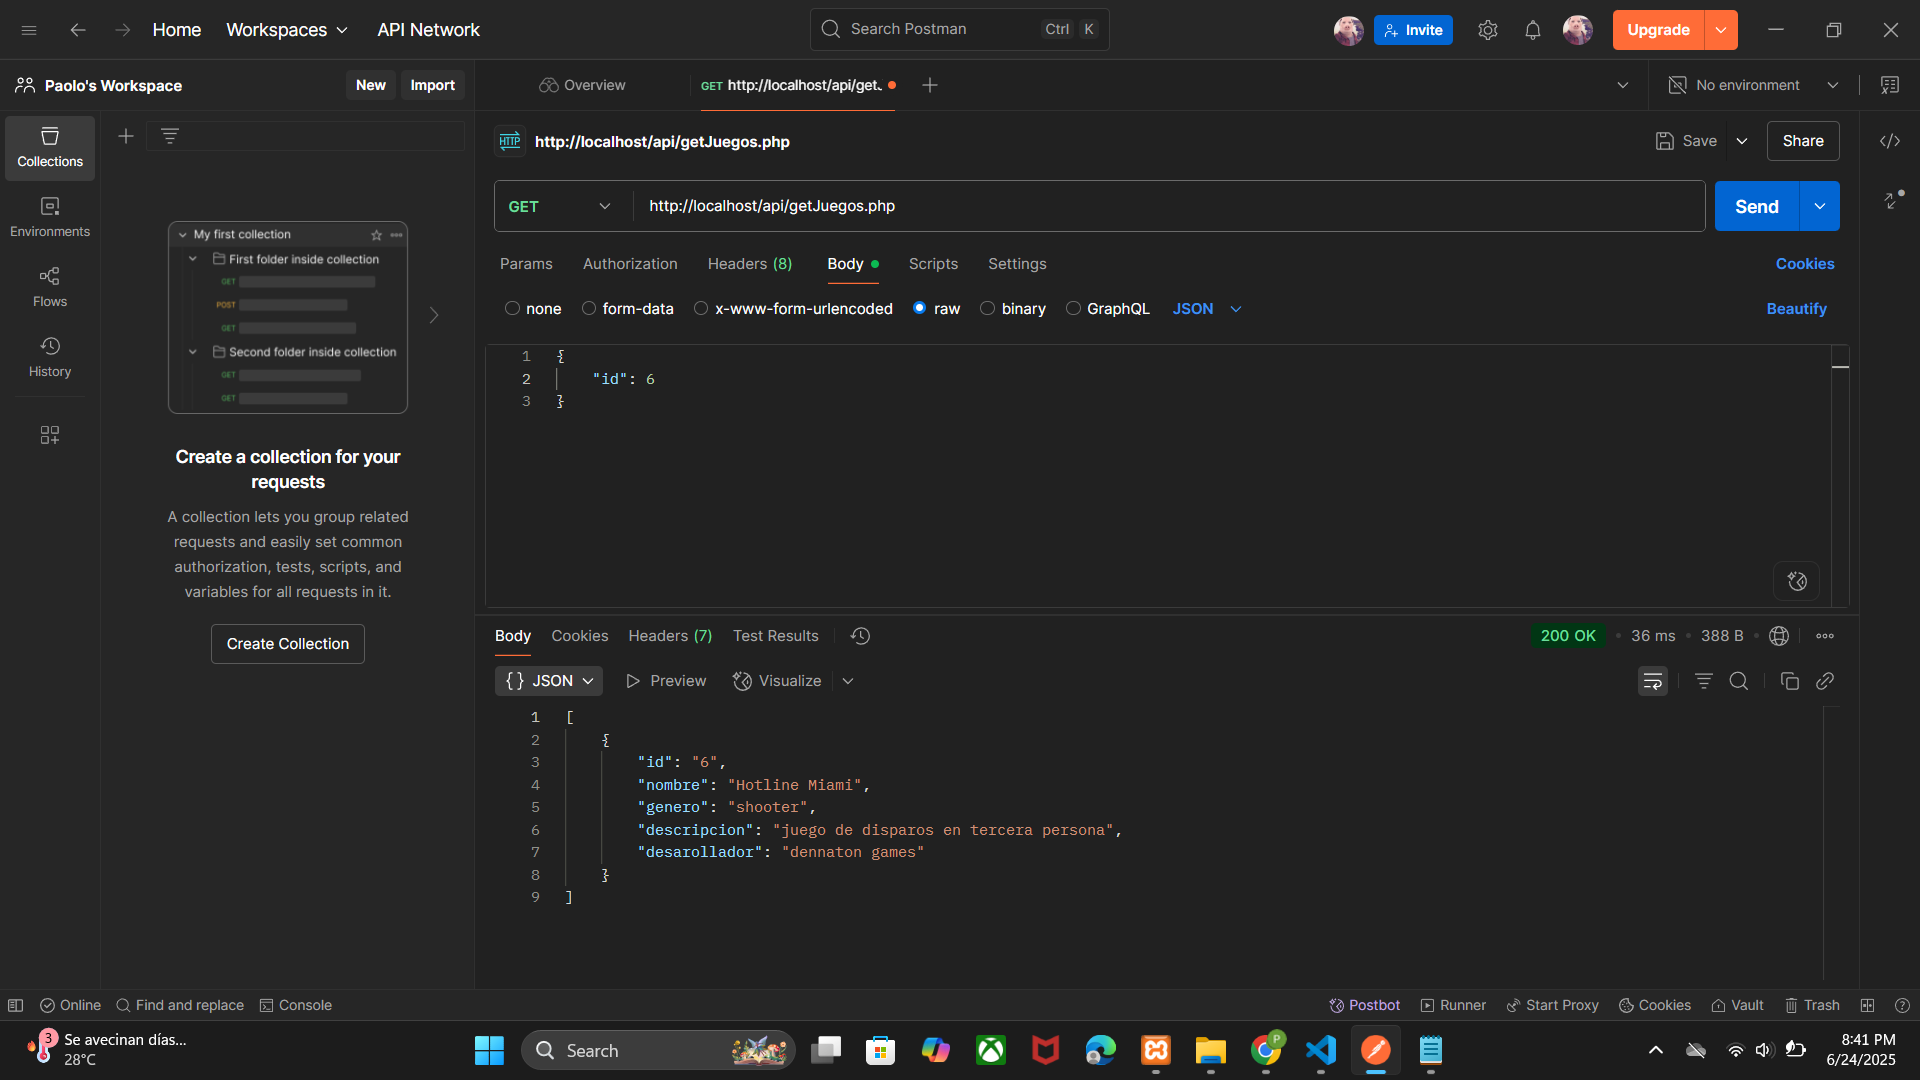 Home
Workspaces
API Network
Search Postman
Ctrl
K
Invite
Upgrade
Paolo's Workspace
New
Import
Overview
GET http://localhost/api/get.
No environment
Collections
Environments
Flows
History
My first collection
First folder inside collection
GET
POST
GET
Second folder inside collection
GET
GET
Create a collection for your
requests
A collection lets you group related
requests and easily set common
authorization, tests, scripts, and
variables for all requests in it.
Create Collection
HTTP
http://localhost/api/getJuegos.php
Save
Share
GET
http://localhost/api/getJuegos.php
Send
Params
Authorization
Headers (8)
Body
Scripts
Settings
Cookies
none
form-data
x-www-form-urlencoded
raw
binary
GraphQL
JSON
Beautify
1 {
2 "id": 6
3 }
Body
Cookies
Headers (7)
Test Results
200 OK
36 ms
388 B
{} JSON
Preview
Visualize
1 [
2 {
3 "id": "6",
4 "nombre": "Hotline Miami",
5 "genero": "shooter",
6 "descripcion": "juego de disparos en tercera persona",
7 "desarollador": "dennaton games"
8 }
9 ]
Online
Find and replace
Console
Postbot
Runner
Start Proxy
Cookies
Vault
Trash
3
Se avecinan días...
28°C
Search
P
8:41 PM
6/24/2025